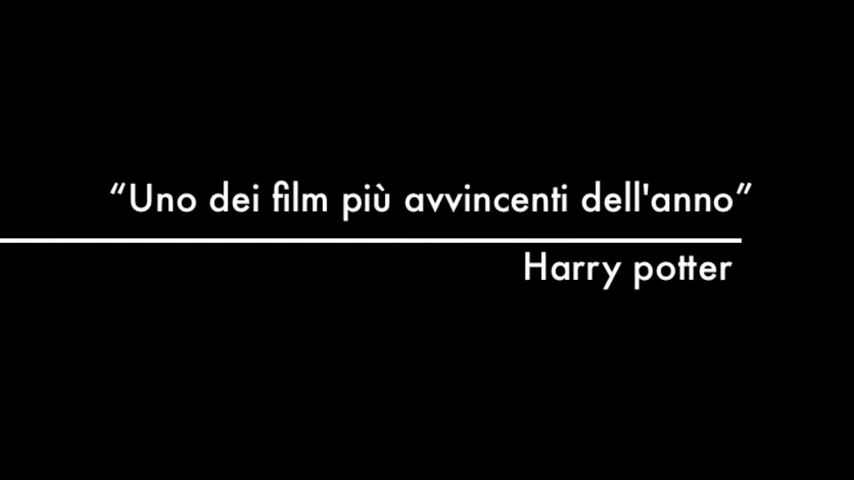 “Uno dei film più avvincenti dell'anno”
Harry potter